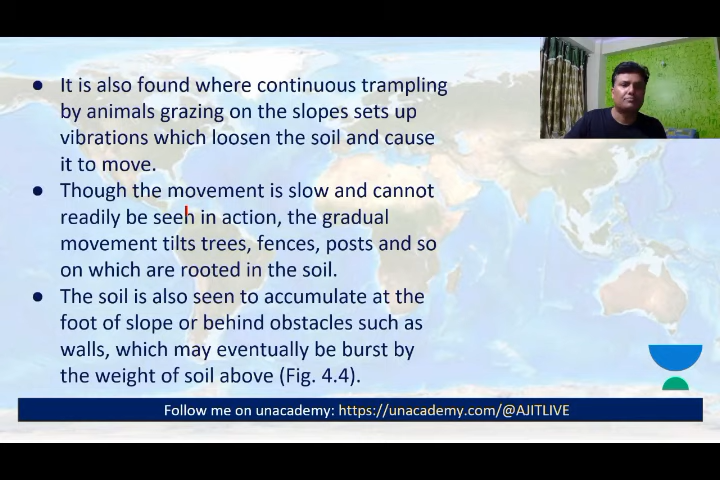 ● It is also found where continuous trampling
by animals grazing on the slopes sets up
vibrations which loosen the soil and cause
it to move.
● Though the movement is slow and cannot
readily be seen in action, the gradual
movement tilts trees, fences, posts and so
on which are rooted in the soil.
● The soil is also seen to accumulate at the
foot of slope or behind obstacles such as
walls, which may eventually be burst by
the weight of soil above (Fig. 4.4).
Follow me on unacademy: https://unacademy.com/@AJITLIVE